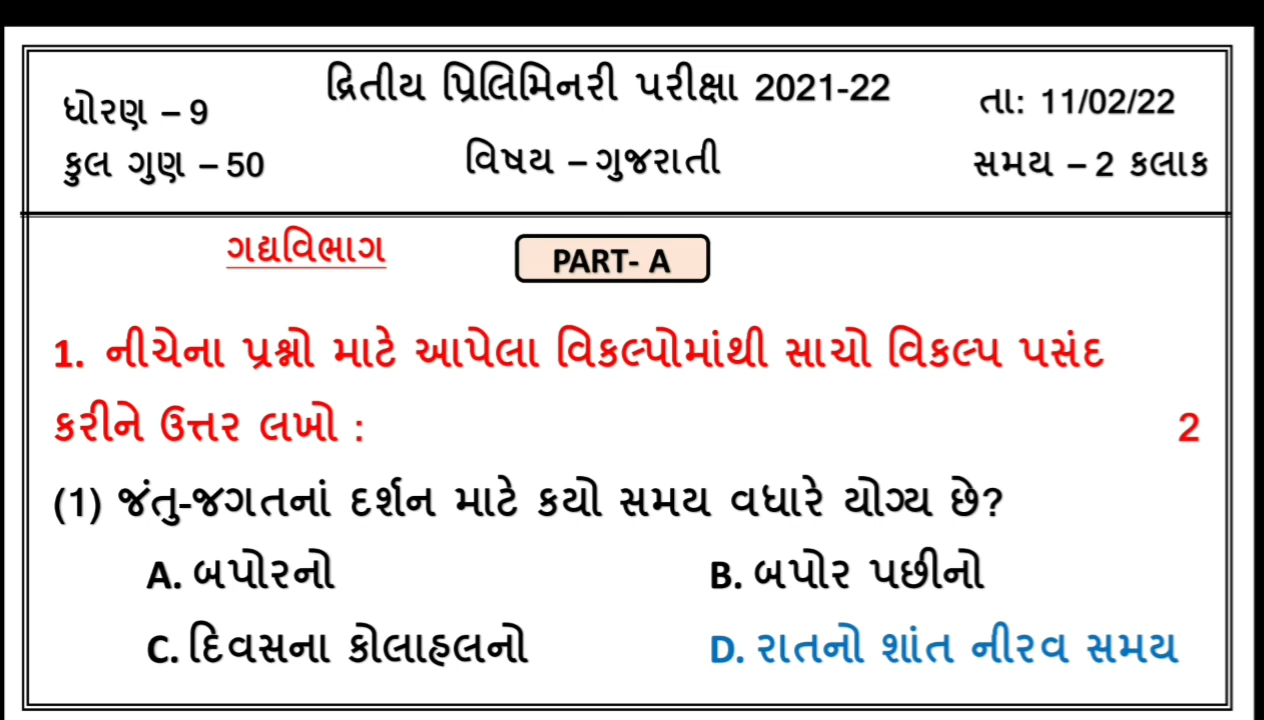 દ્રિતીય પ્રિલિમિનરી પરીક્ષા 2021-22
ધોરણ – 9
તા: 11/02/22
કુલ ગુણ – 50
વિષય – ગુજરાતી
સમય – 2 કલાક
ગદ્યવિભાગ
PART- A
1. નીચેના પ્રશ્નો માટે આપેલા વિકલ્પોમાંથી સાચો વિકલ્પ પસંદ
કરીને ઉત્તર લખો : 2
(1) જંતુ-જગતનાં દર્શન માટે કયો સમય વધારે યોગ્ય છે?
A. બપોરનો B. બપોર પછીનો
C. દિવસના કોલાહલનો D. રાતનો શાંત નીરવ સમય